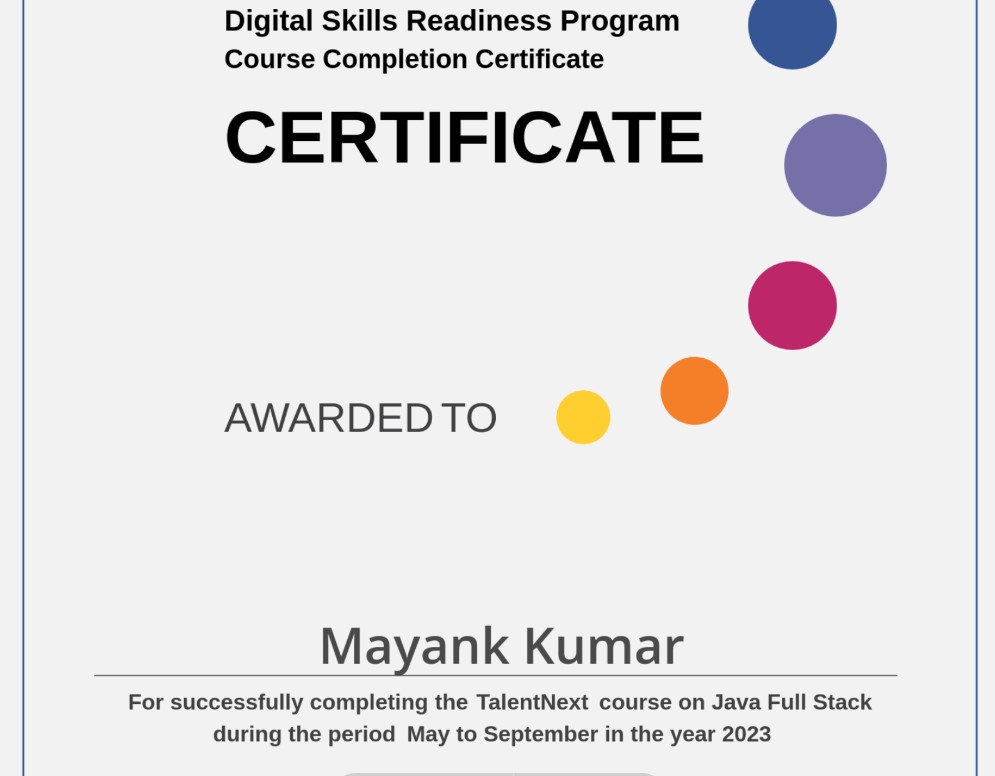 Digital Skills Readiness Program
Course Completion Certificate
CERTIFICATE
AWARDED TO
Mayank Kumar
For successfully completing the TalentNext course on Java Full Stack
during the period May to September in the year 2023